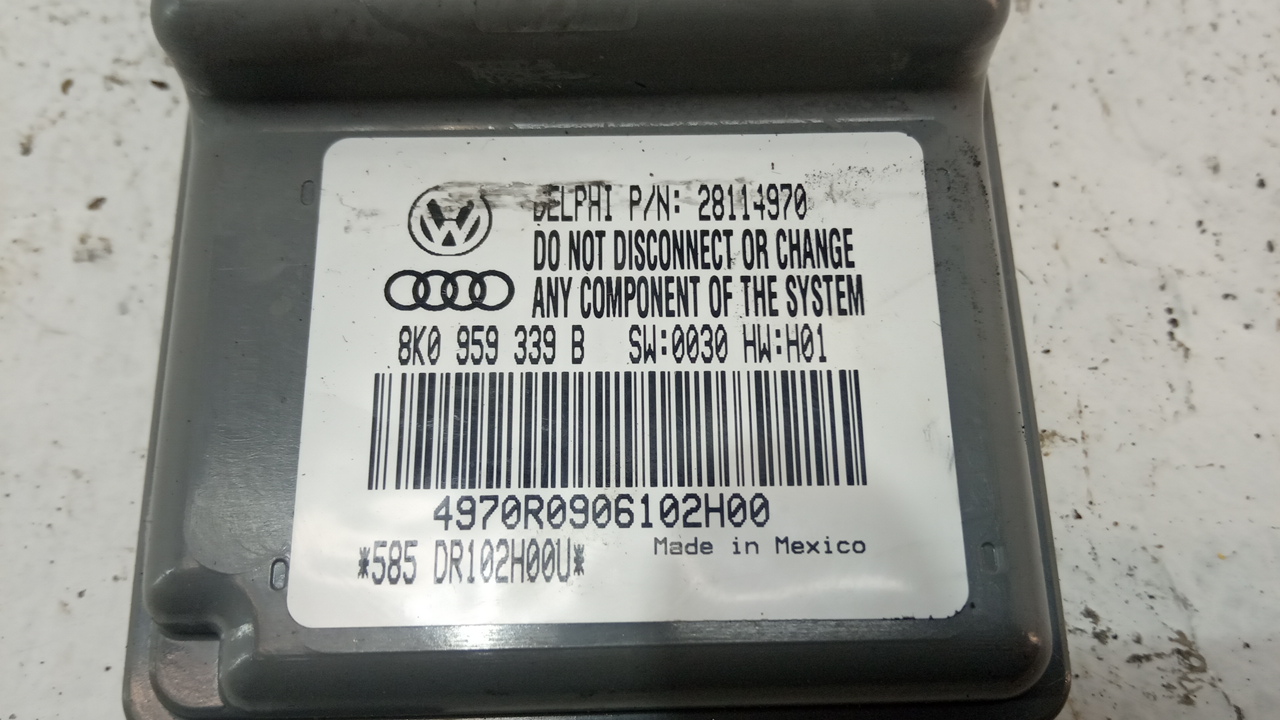 DELPHI P/N: 28114970
DO NOT DISCONNECT OR CHANGE
ANY COMPONENT OF THE SYSTEM
8K0 959 339 B SW:0030 HW:H01
4970R0906102H00
*585 DR102H00U* Made in Mexico